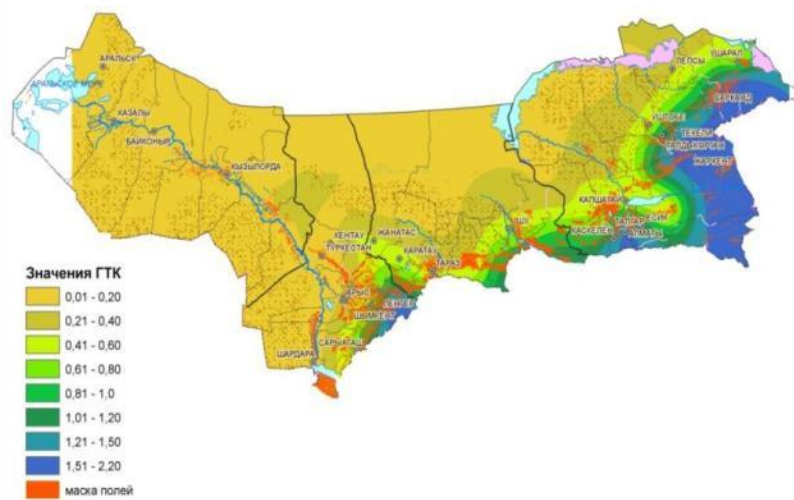 УШАРАЛ
ЛЕПСЫ
АРАЛЬСК
АРАЛЬСКОЕ МОРЕ
САРКАНД
КАЗАЛЫ
УШТОБЕ
БАЙКОНЫР
ТЕКЕЛИ
ТАЛДЫКОРГАН
ЖАРКЕНТ
КЫЗЫЛОРДА
КАПШАГАЙ
ЕСИК
ТАЛГАР
ШУ
КЕНТАУ
ЖАНАТАС
КАСКЕЛЕН
АЛМАТЫ
ТУРКЕСТАН
КАРАТАУ
ТАРАЗ
Значения ГТК
0,01 - 0,20
АРЫС
ЛЕНГЕР
0,21 - 0,40
ШЫМКЕНТ
0,41 - 0,60
САРЫАГАШ
ШАРДАРА
0,61 - 0,80
0,81 - 1,0
1,01 - 1,20
1,21 - 1,50
1,51 - 2,20
маска полей